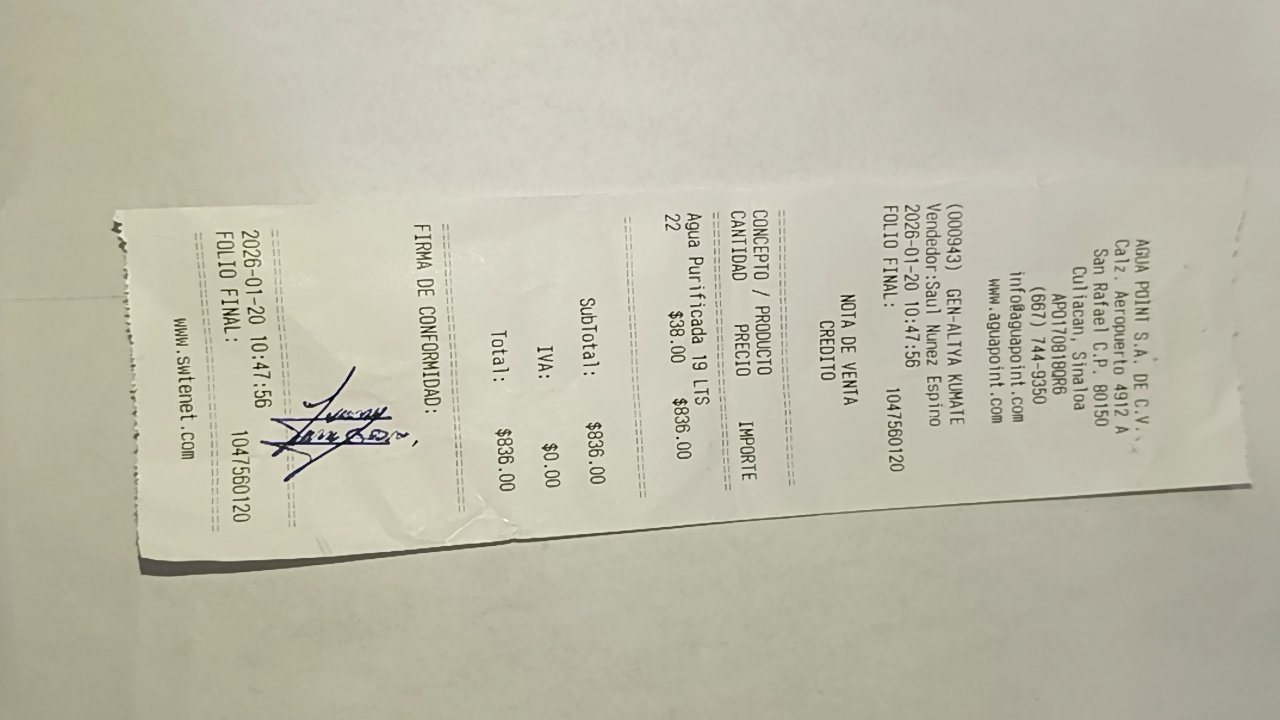 AGUA POINT S.A. DE C.V.
Calz. Aeropuerto 4912 A
San Rafael C.P. 80150
Culiacan, Sinaloa
APO170818QR6
(667) 744-9350
info@aguapoint.com
www.aguapoint.com
(000943) GEN-ALTYA KUMATE
Vendedor:Saul Nunez Espino
2026-01-20 10:47:56
FOLIO FINAL: 1047560120
NOTA DE VENTA
CREDITO
CONCEPTO / PRODUCTO
CANTIDAD PRECIO IMPORTE
Agua Purificada 19 LTS
22 $38.00 $836.00
SubTotal: $836.00
IVA: $0.00
Total: $836.00
FIRMA DE CONFORMIDAD:
2026-01-20 10:47:56
FOLIO FINAL: 1047560120
www.swtenet.com